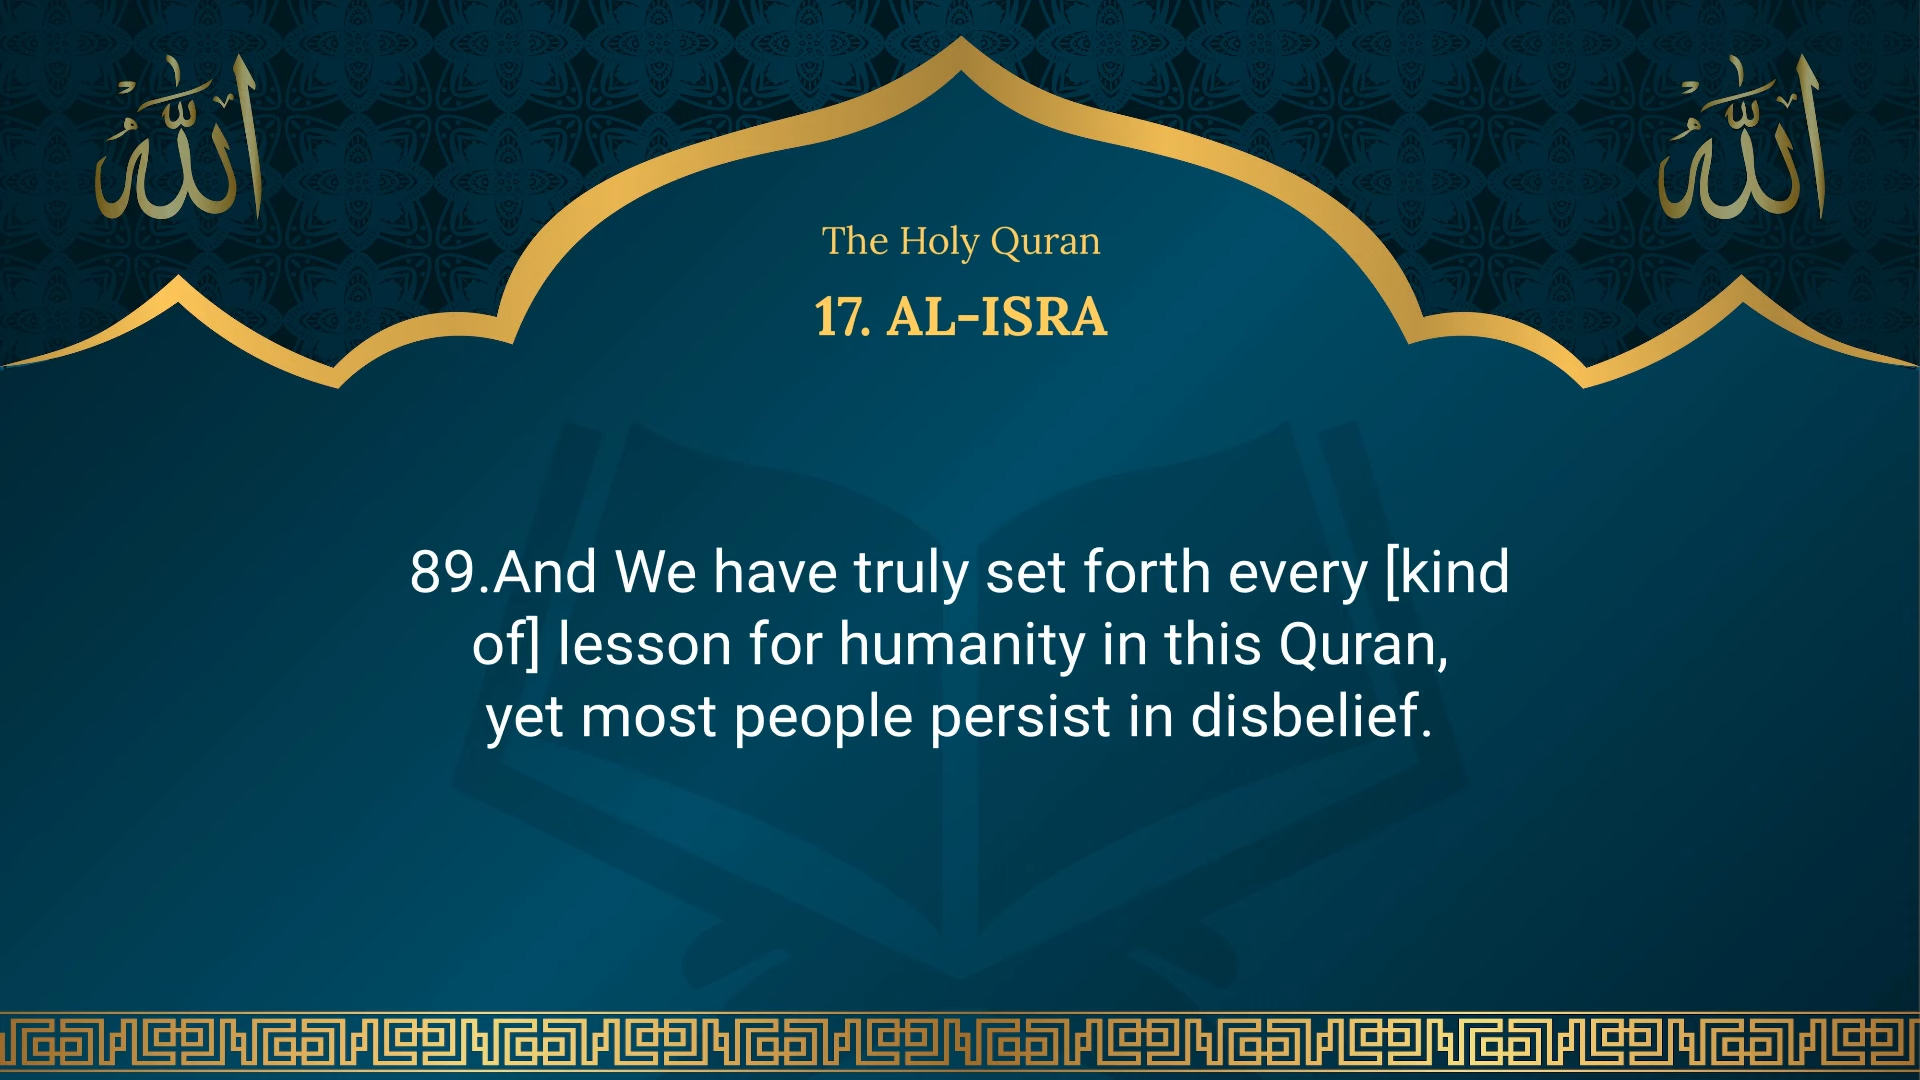 الله
الله
The Holy Quran
17. AL-ISRA
89.And We have truly set forth every [kind
of] lesson for humanity in this Quran,
yet most people persist in disbelief.